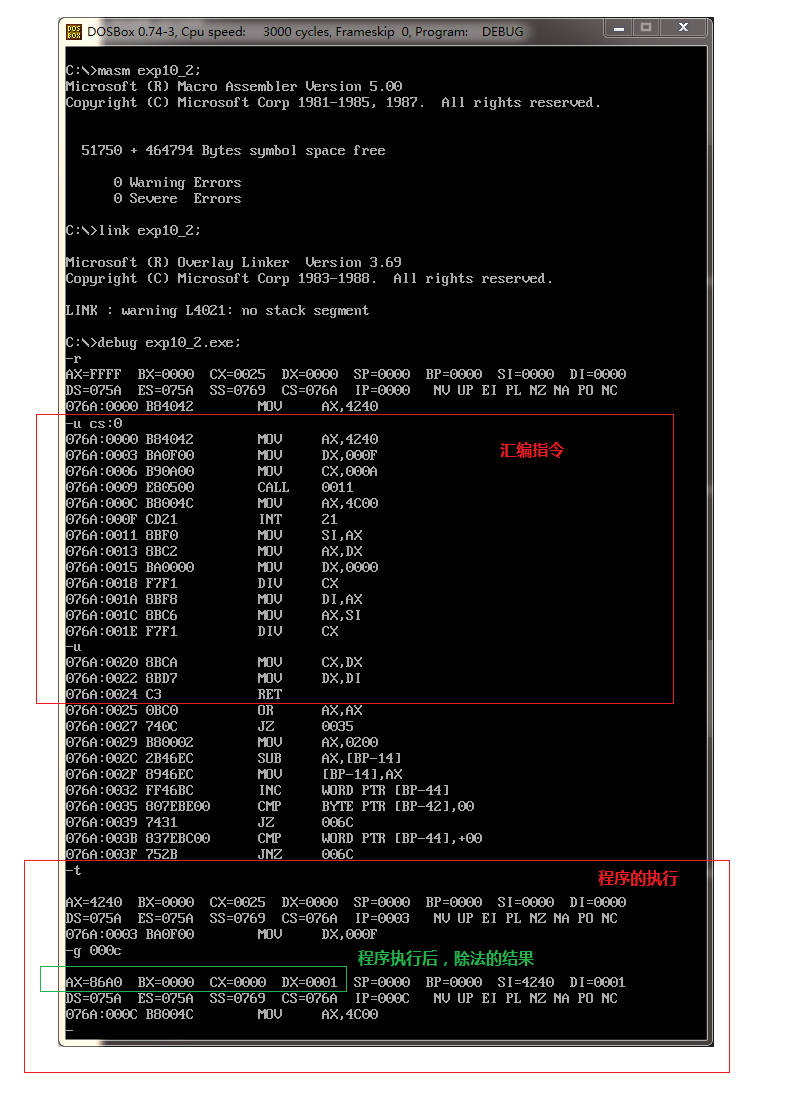 DOSBox 0.74-3, Cpu speed: 3000 cycles, Frameskip 0, Program: DEBUG
C:\>masm exp10_2;
Microsoft (R) Macro Assembler Version 5.00
Copyright (C) Microsoft Corp 1981-1985, 1987.  All rights reserved.
51750 + 464794 Bytes symbol space free
0 Warning Errors
0 Severe  Errors
C:\>link exp10_2;
Microsoft (R) Overlay Linker  Version 3.69
Copyright (C) Microsoft Corp 1983-1988.  All rights reserved.
LINK : warning L4021: no stack segment
C:\>debug exp10_2.exe;
-r
AX=FFFF  BX=0000  CX=0025  DX=0000  SP=0000  BP=0000  SI=0000  DI=0000
DS=075A  ES=075A  SS=0769  CS=076A  IP=0000   NV UP EI PL NZ NA PO NC
076A:0000 B84042        MOV     AX,4240
-u cs:0
076A:0000 B84042        MOV     AX,4240
汇编指令
076A:0003 BA0F00        MOV     DX,000F
076A:0006 B90A00        MOV     CX,000A
076A:0009 E80500        CALL    0011
076A:000C B8004C        MOV     AX,4C00
076A:000F CD21          INT     21
076A:0011 8BF0          MOV     SI,AX
076A:0013 8BC2          MOV     AX,DX
076A:0015 BA0000        MOV     DX,0000
076A:0018 F7F1          DIV     CX
076A:001A 8BF8          MOV     DI,AX
076A:001C 8BC6          MOV     AX,SI
076A:001E F7F1          DIV     CX
-u
076A:0020 8BCA          MOV     CX,DX
076A:0022 8BD7          MOV     DX,DI
076A:0024 C3            RET
076A:0025 0BC0          OR      AX,AX
076A:0027 740C          JZ      0035
076A:0029 B80002        MOV     AX,0200
076A:002C 2B46EC        SUB     AX,[BP-14]
076A:002F 8946EC        MOV     [BP-14],AX
076A:0032 FF46BC        INC     WORD PTR [BP-44]
076A:0035 807EBE00      CMP     BYTE PTR [BP-42],00
076A:0039 7431          JZ      006C
076A:003B 837EBC00      CMP     WORD PTR [BP-44],+00
076A:003F 752B          JNZ     006C
-t
程序的执行
AX=4240  BX=0000  CX=0025  DX=0000  SP=0000  BP=0000  SI=0000  DI=0000
DS=075A  ES=075A  SS=0769  CS=076A  IP=0003   NV UP EI PL NZ NA PO NC
076A:0003 BA0F00        MOV     DX,000F
-g 000c
程序执行后，除法的结果
AX=86A0  BX=0000  CX=0000  DX=0001  SP=0000  BP=0000  SI=4240  DI=0001
DS=075A  ES=075A  SS=0769  CS=076A  IP=000C   NV UP EI PL NZ NA PO NC
076A:000C B8004C        MOV     AX,4C00
-